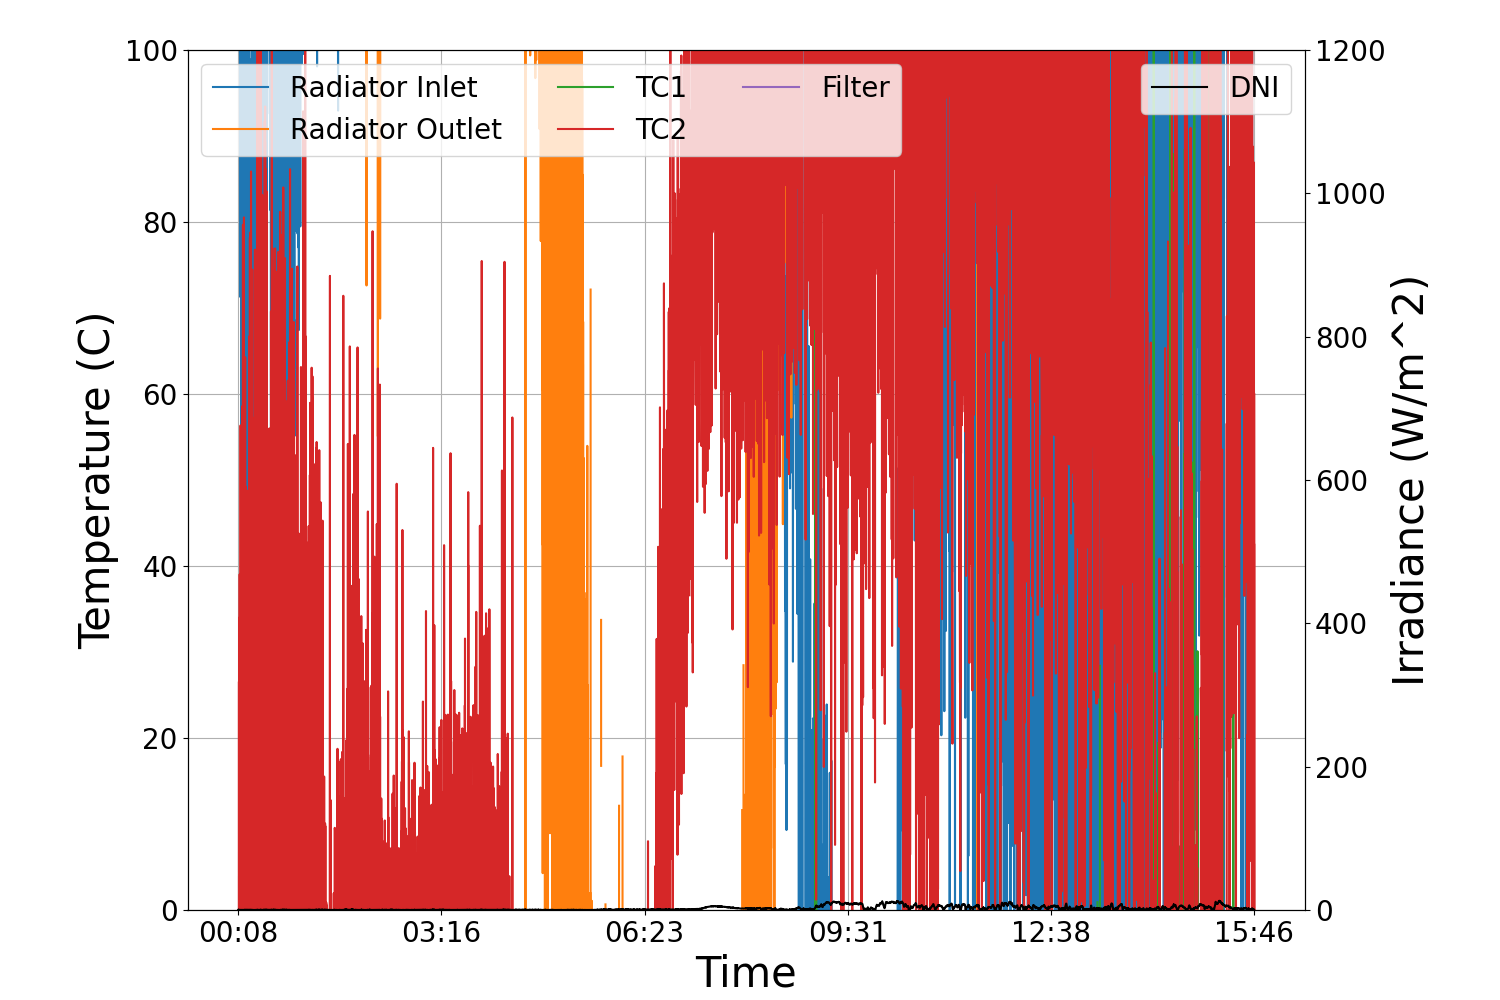 100
80
60
40
20
0
Temperature (C)
Radiator Inlet
Radiator Outlet
TC1
TC2
Filter
DNI
1200
1000
800
600
400
200
0
Irradiance (W/m^2)
00:08
03:16
06:23
09:31
12:38
15:46
Time